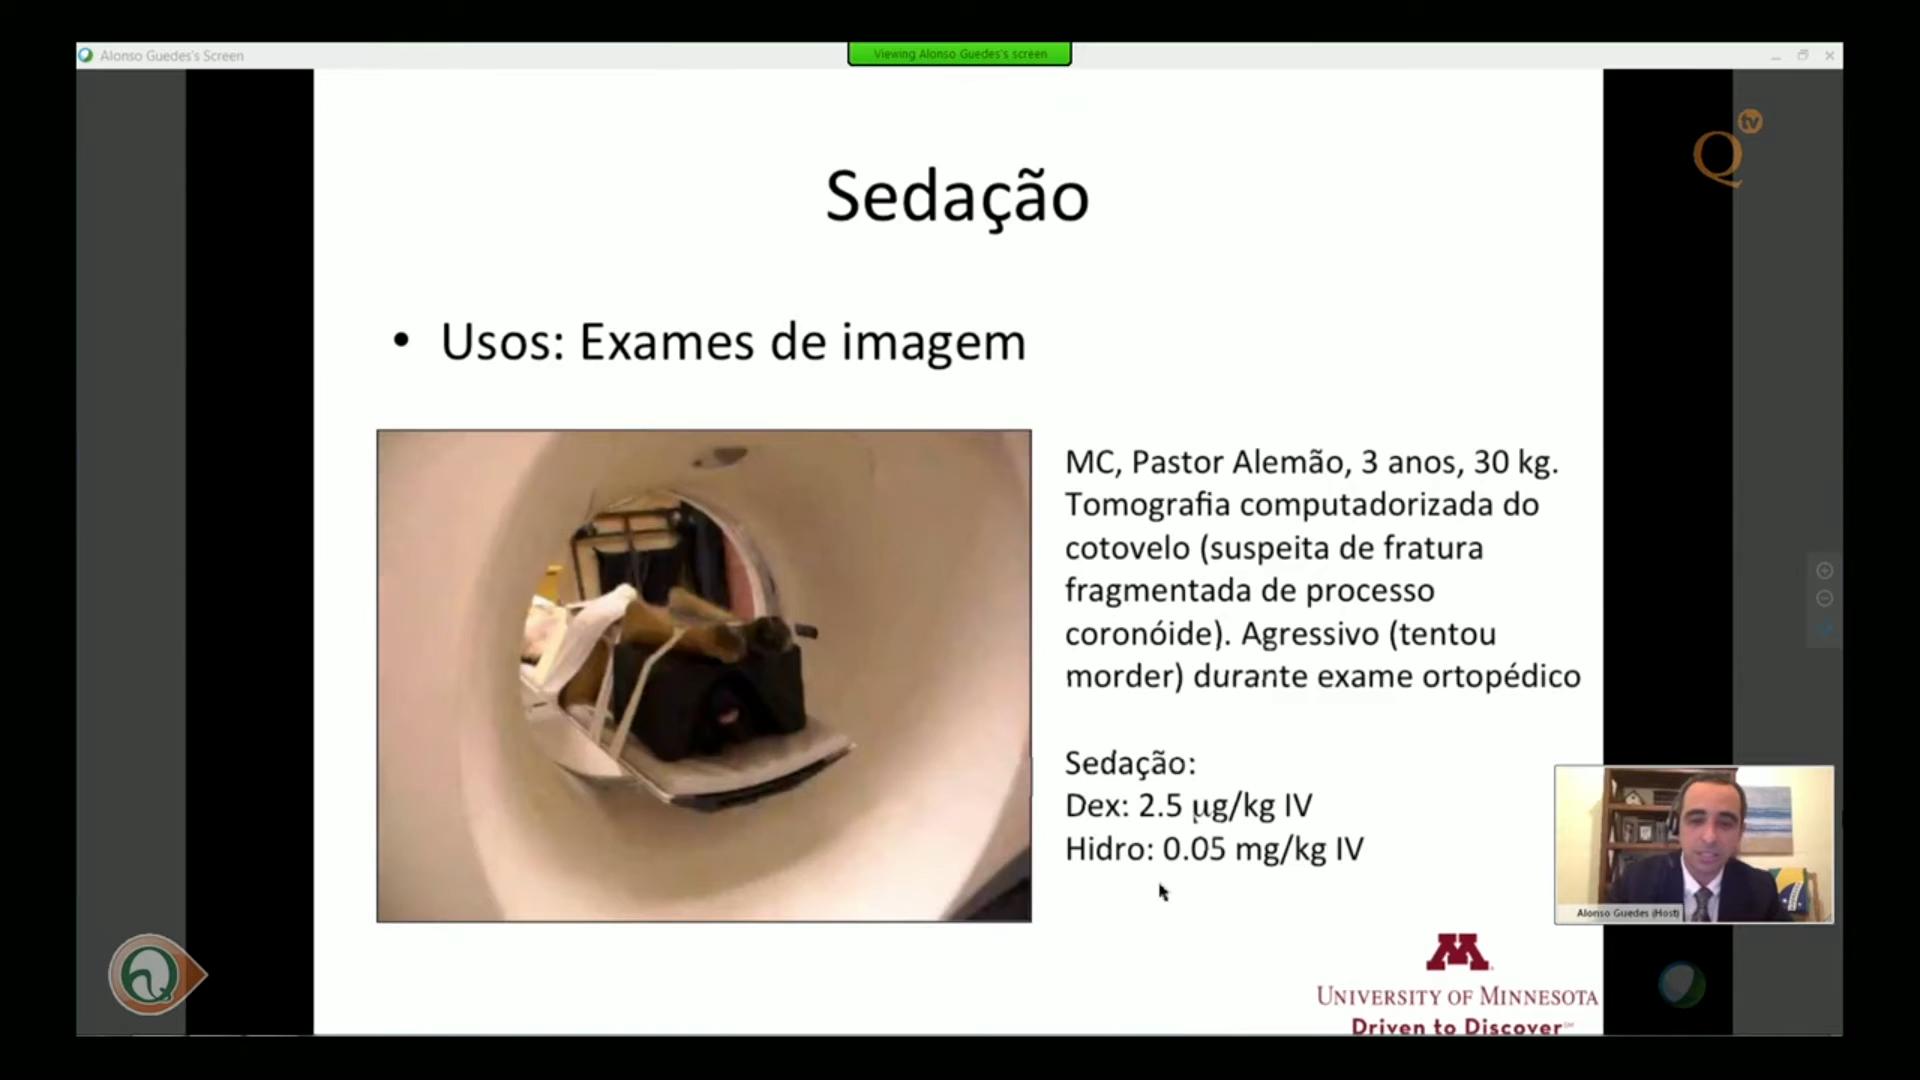 Alonso Guedes's Screen
Viewing Alonso Guedes's screen
tv
Q
Sedação
• Usos: Exames de imagem
MC, Pastor Alemão, 3 anos, 30 kg.
Tomografia computadorizada do
cotovelo (suspeita de fratura
fragmentada de processo
coronóide). Agressivo (tentou
morder) durante exame ortopédico
Sedação:
Dex: 2.5 µg/kg IV
Hidro: 0.05 mg/kg IV
Alonso Guedes (Host)
M
UNIVERSITY OF MINNESOTA
Driven to Discover℠